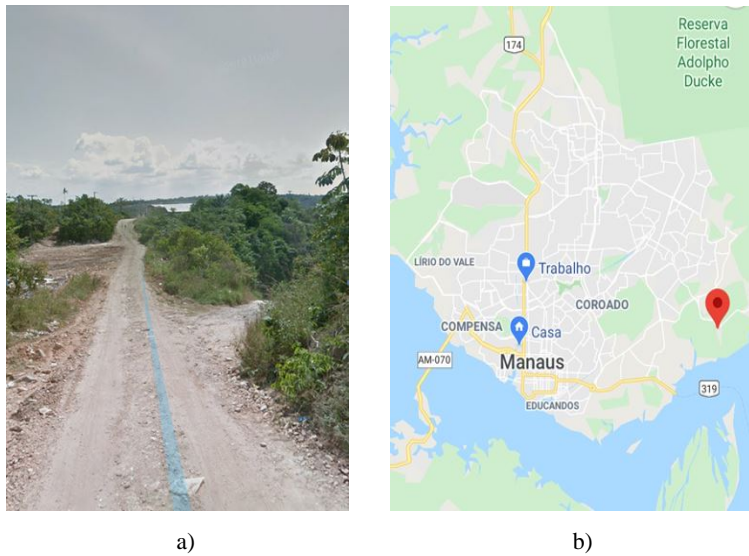 174
Reserva
Florestal
Adolpho
Ducke
LÍRIO DO VALE
Trabalho
COROADO
COMPENSA
Casa
AM-070
Manaus
319
EDUCANDOS
a)
b)